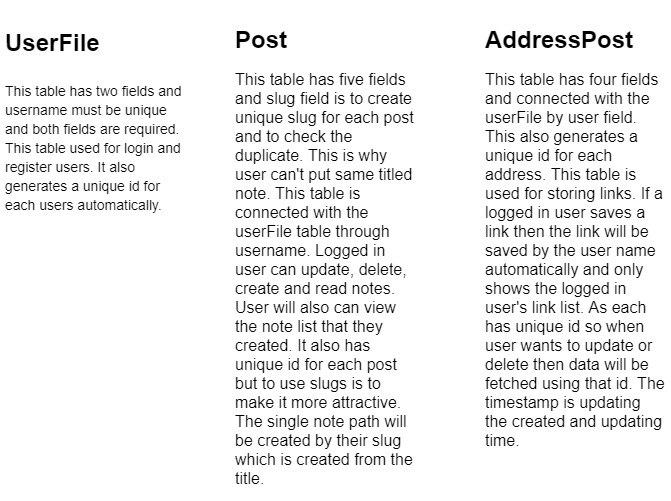 UserFile
This table has two fields and
username must be unique
and both fields are required.
This table used for login and
register users. It also
generates a unique id for
each users automatically.
Post
This table has five fields
and slug field is to create
unique slug for each post
and to check the
duplicate. This is why
user can't put same titled
note. This table is
connected with the
userFile table through
username. Logged in
user can update, delete,
create and read notes.
User will also can view
the note list that they
created. It also has
unique id for each post
but to use slugs is to
make it more attractive.
The single note path will
be created by their slug
which is created from the
title.
AddressPost
This table has four fields
and connected with the
userFile by user field.
This also generates a
unique id for each
address. This table is
used for storing links. If a
logged in user saves a
link then the link will be
saved by the user name
automatically and only
shows the logged in
user's link list. As each
has unique id so when
user wants to update or
delete then data will be
fetched using that id. The
timestamp is updating
the created and updating
time.